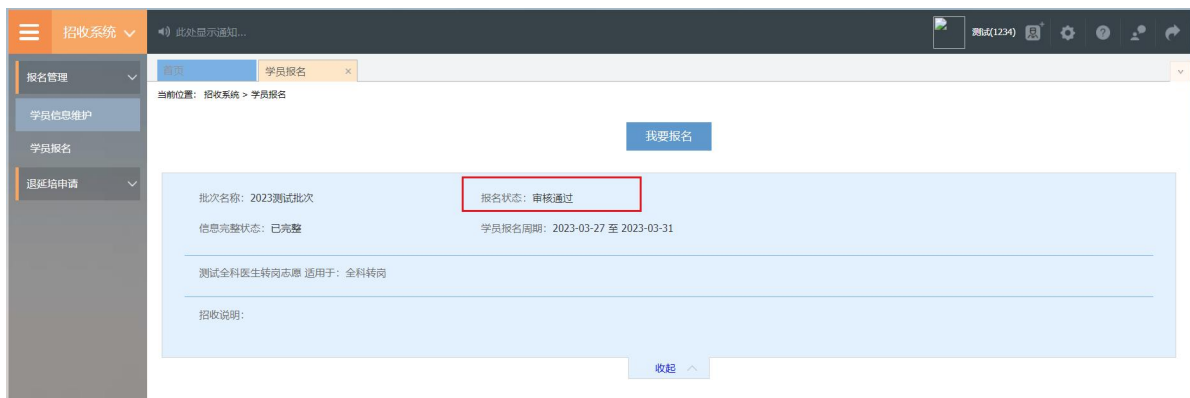 招收系统
此处显示通知...
测试(1234)
报名管理
首页
学员报名 ×
当前位置： 招收系统 > 学员报名
学员信息维护
我要报名
学员报名
退延培申请
批次名称：2023测试批次
报名状态：审核通过
信息完整状态：已完整
学员报名周期：2023-03-27 至 2023-03-31
测试全科医生转岗志愿 适用于：全科转岗
招收说明：
收起